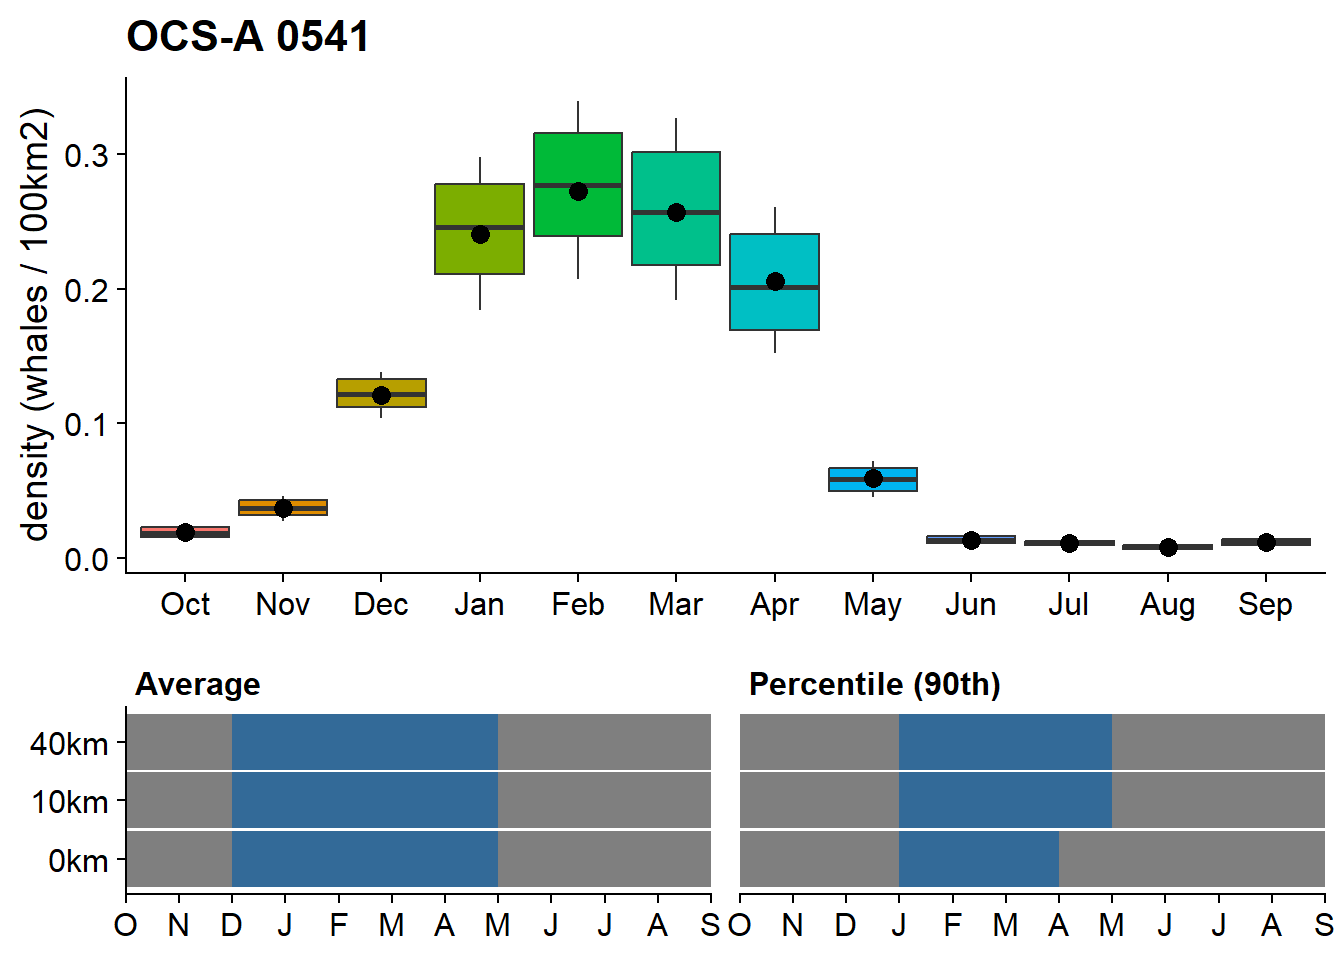 OCS-A 0541
density (whales / 100km2)
0.3
0.2
0.1
0.0
Oct Nov Dec Jan Feb Mar Apr May Jun Jul Aug Sep
Average
Percentile (90th)
40km
10km
0km
O N D J F M A M J J A S
O N D J F M A M J J A S